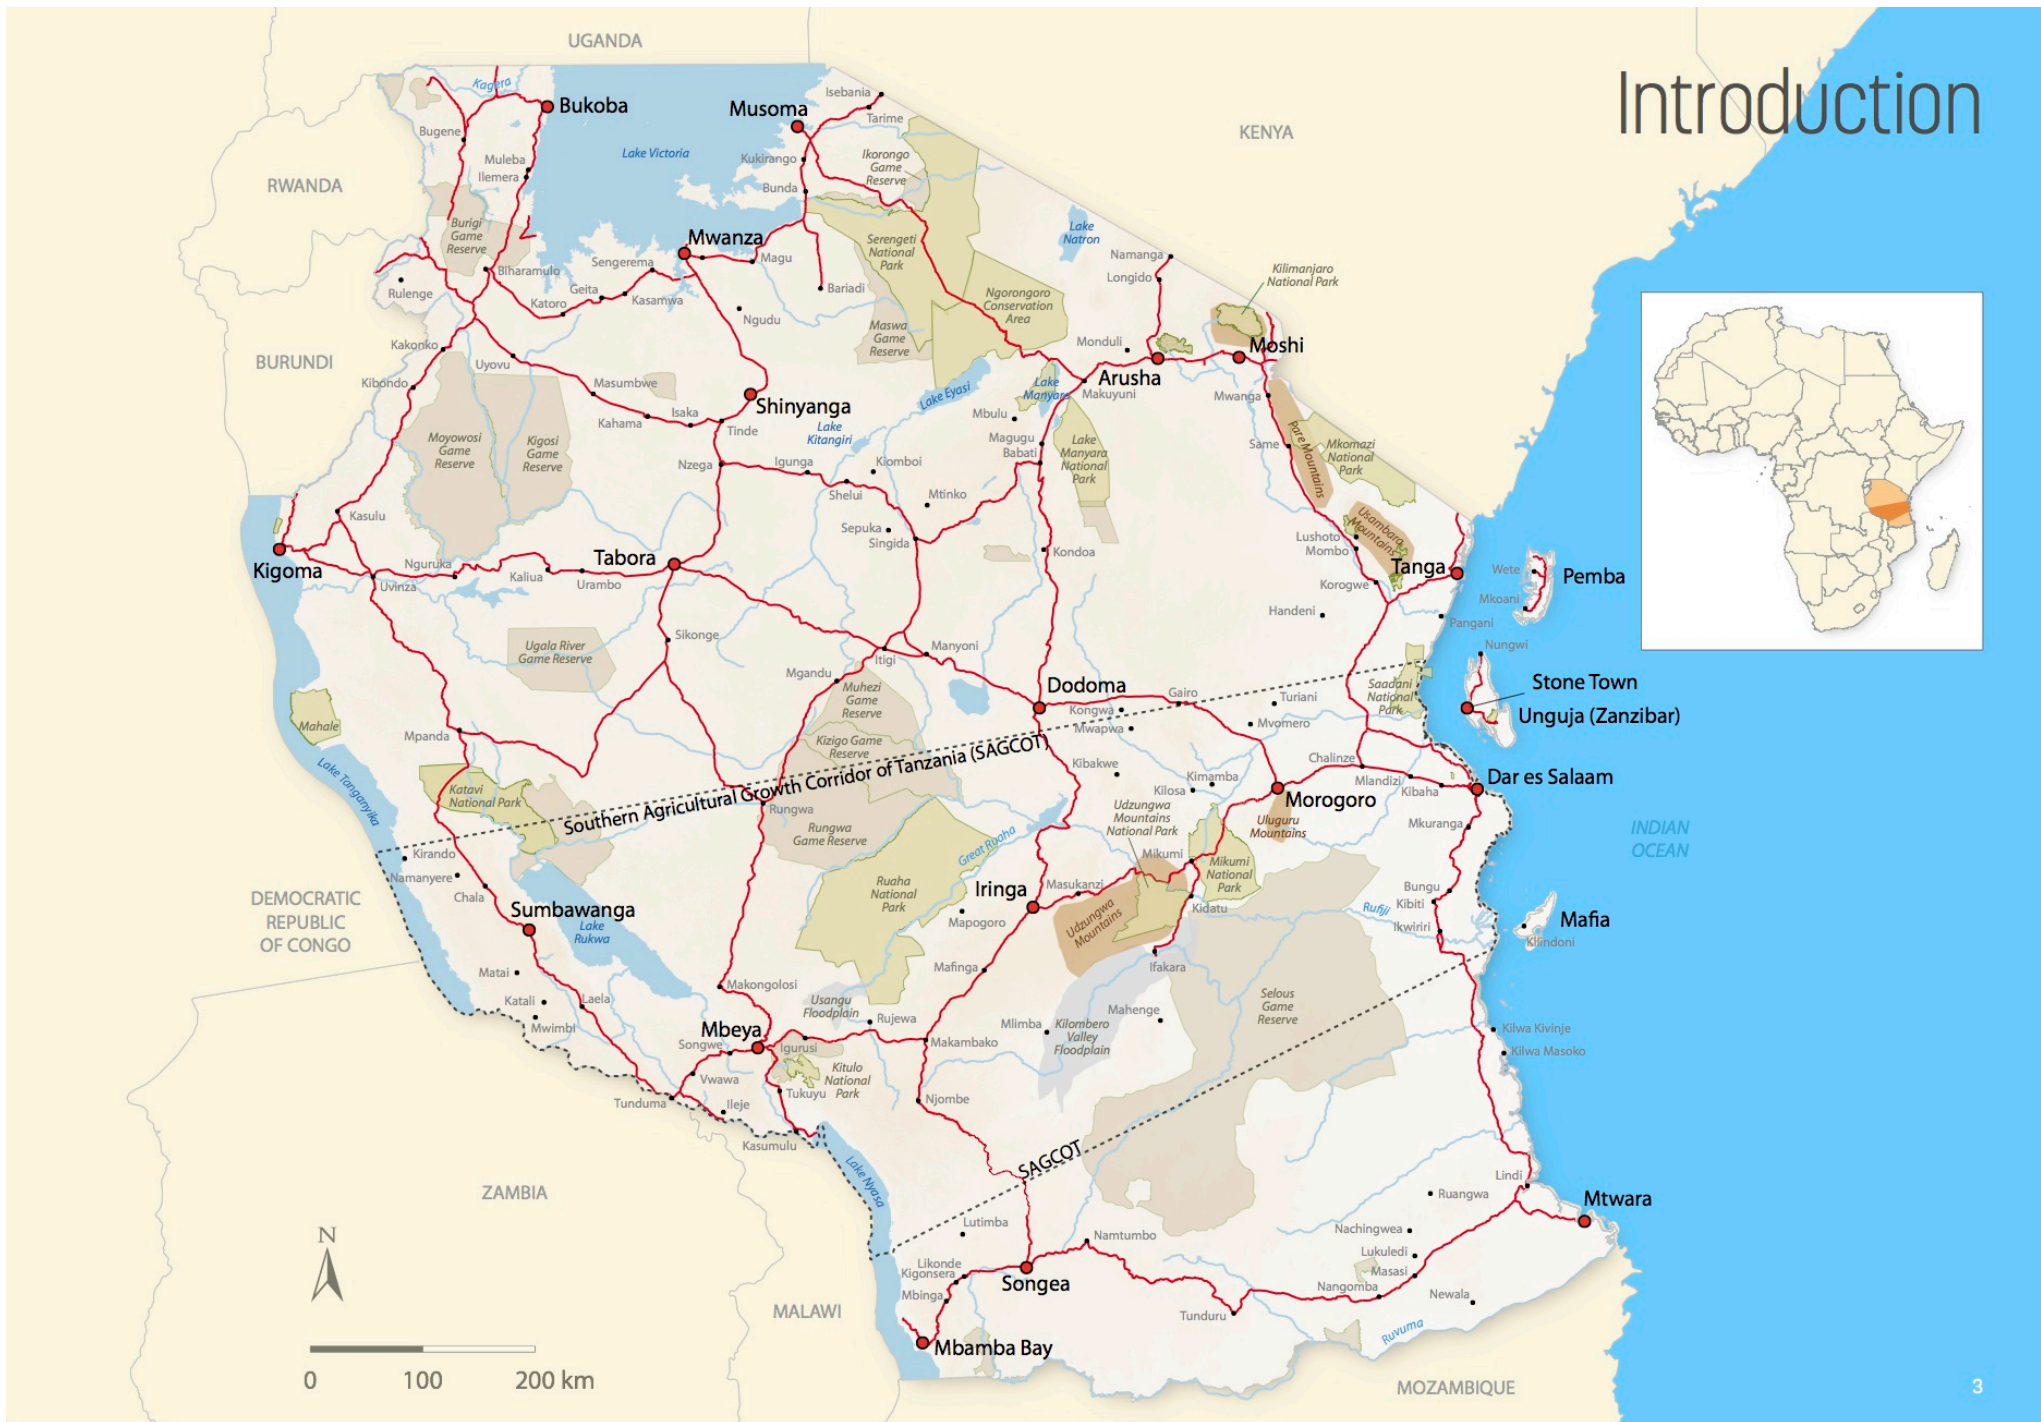 Introduction
UGANDA
KENYA
RWANDA
BURUNDI
DEMOCRATIC
REPUBLIC
OF CONGO
ZAMBIA
MALAWI
MOZAMBIQUE
INDIAN
OCEAN
Kagera
Bukoba
Bugene
Muleba
Ilemera
Lake Victoria
Musoma
Isebania
Tarime
Kukirango
Bunda
Ikorongo
Game
Reserve
Burigi
Game
Reserve
Rulenge
Biharamulo
Mwanza
Magu
Sengerema
Geita
Katoro
Kasamwa
Ngudu
Bariadi
Serengeti
National
Park
Maswa
Game
Reserve
Ngorongoro
Conservation
Area
Lake
Natron
Namanga
Longido
Kilimanjaro
National Park
Monduli
Moshi
Arusha
Makuyuni
Mwanga
Kakonko
Uyovu
Kibondo
Masumbwe
Shinyanga
Isaka
Kahama
Tinde
Lake
Kitangiri
Lake Eyasi
Lake
Manyara
Mbulu
Magugu
Babati
Lake
Manyara
National
Park
Same
Pare Mountains
Mkomazi
National
Park
Moyowosi
Game
Reserve
Kigosi
Game
Reserve
Nzega
Igunga
Kiomboi
Shelui
Mtinko
Sepuka
Singida
Kasulu
Kigoma
Nguruka
Uvinza
Kaliua
Urambo
Tabora
Kondoa
Usambara
Mountains
Lushoto
Mombo
Tanga
Korogwe
Handeni
Pangani
Wete
Pemba
Mkoani
Nungwi
Stone Town
Unguja (Zanzibar)
Ugala River
Game Reserve
Sikonge
Manyoni
Itigi
Mgandu
Muhezi
Game
Reserve
Dodoma
Gairo
Kongwa
Mwapwa
Turiani
Mvomero
Saadani
National
Park
Mahale
Mpanda
Kizigo Game
Reserve
Southern Agricultural Growth Corridor of Tanzania (SAGCOT)
Kibakwe
Kimamba
Kilosa
Chalinze
Mlandizi
Kibaha
Dar es Salaam
Morogoro
Lake Tanganyika
Katavi
National Park
Rungwa
Rungwa
Game Reserve
Great Ruaha
Udzungwa
Mountains
National Park
Uluguru
Mountains
Mkuranga
Kirando
Namanyere
Chala
Sumbawanga
Lake
Rukwa
Ruaha
National
Park
Iringa
Masukanzi
Mikumi
Mikumi
National
Park
Mapogoro
Udzungwa
Mountains
Kidatu
Bungu
Kibiti
Rufiji
Ikwiriri
Mafia
Kilindoni
Matai
Katali
Laela
Mwimbi
Makongolosi
Mafinga
Ifakara
Usangu
Floodplain
Rujewa
Mlimba
Mahenge
Kilombero
Valley
Floodplain
Selous
Game
Reserve
Kilwa Kivinje
Kilwa Masoko
Mbeya
Songwe
Igurusi
Makambako
Vwawa
Kitulo
National
Park
Tunduma
Ileje
Tukuyu
Njombe
Kasumulu
Lake Nyasa
SAGCOT
Lindi
Ruangwa
Mtwara
Lutimba
Namtumbo
Nachingwea
Lukuledi
Likonde
Kigonsera
Songea
Masasi
Mbinga
Nangomba
Newala
Tunduru
Ruvuma
Mbamba Bay
N
0 100 200 km
3